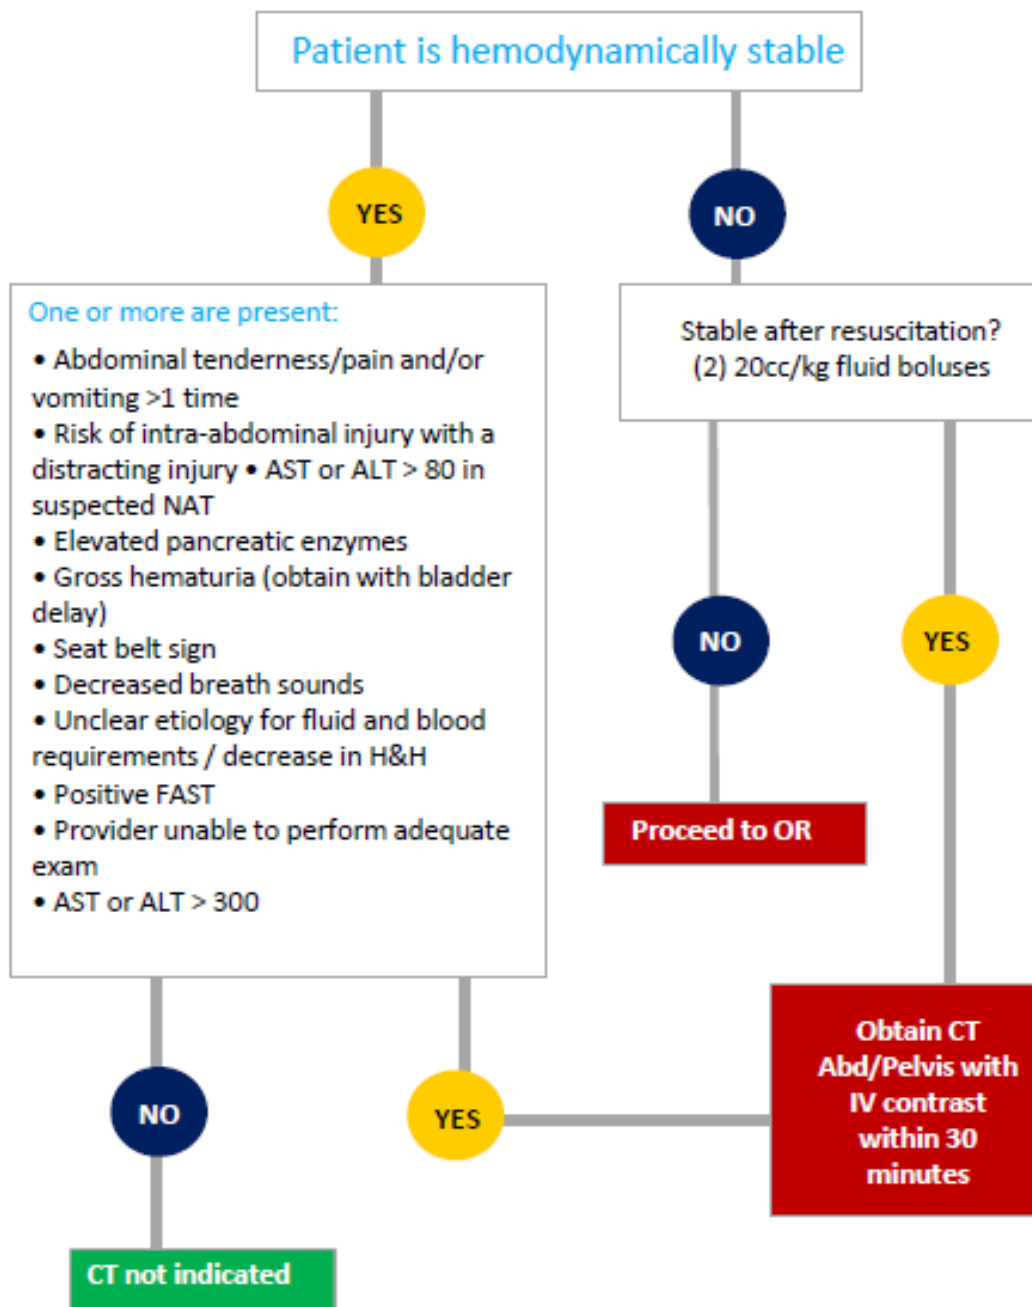 Patient is hemodynamically stable
YES
NO
One or more are present:
• Abdominal tenderness/pain and/or
vomiting >1 time
• Risk of intra-abdominal injury with a
distracting injury • AST or ALT > 80 in
suspected NAT
• Elevated pancreatic enzymes
• Gross hematuria (obtain with bladder
delay)
• Seat belt sign
• Decreased breath sounds
• Unclear etiology for fluid and blood
requirements / decrease in H&H
• Positive FAST
• Provider unable to perform adequate
exam
• AST or ALT > 300
Stable after resuscitation?
(2) 20cc/kg fluid boluses
NO
YES
Proceed to OR
Obtain CT
Abd/Pelvis with
IV contrast
within 30
minutes
NO
YES
CT not indicated